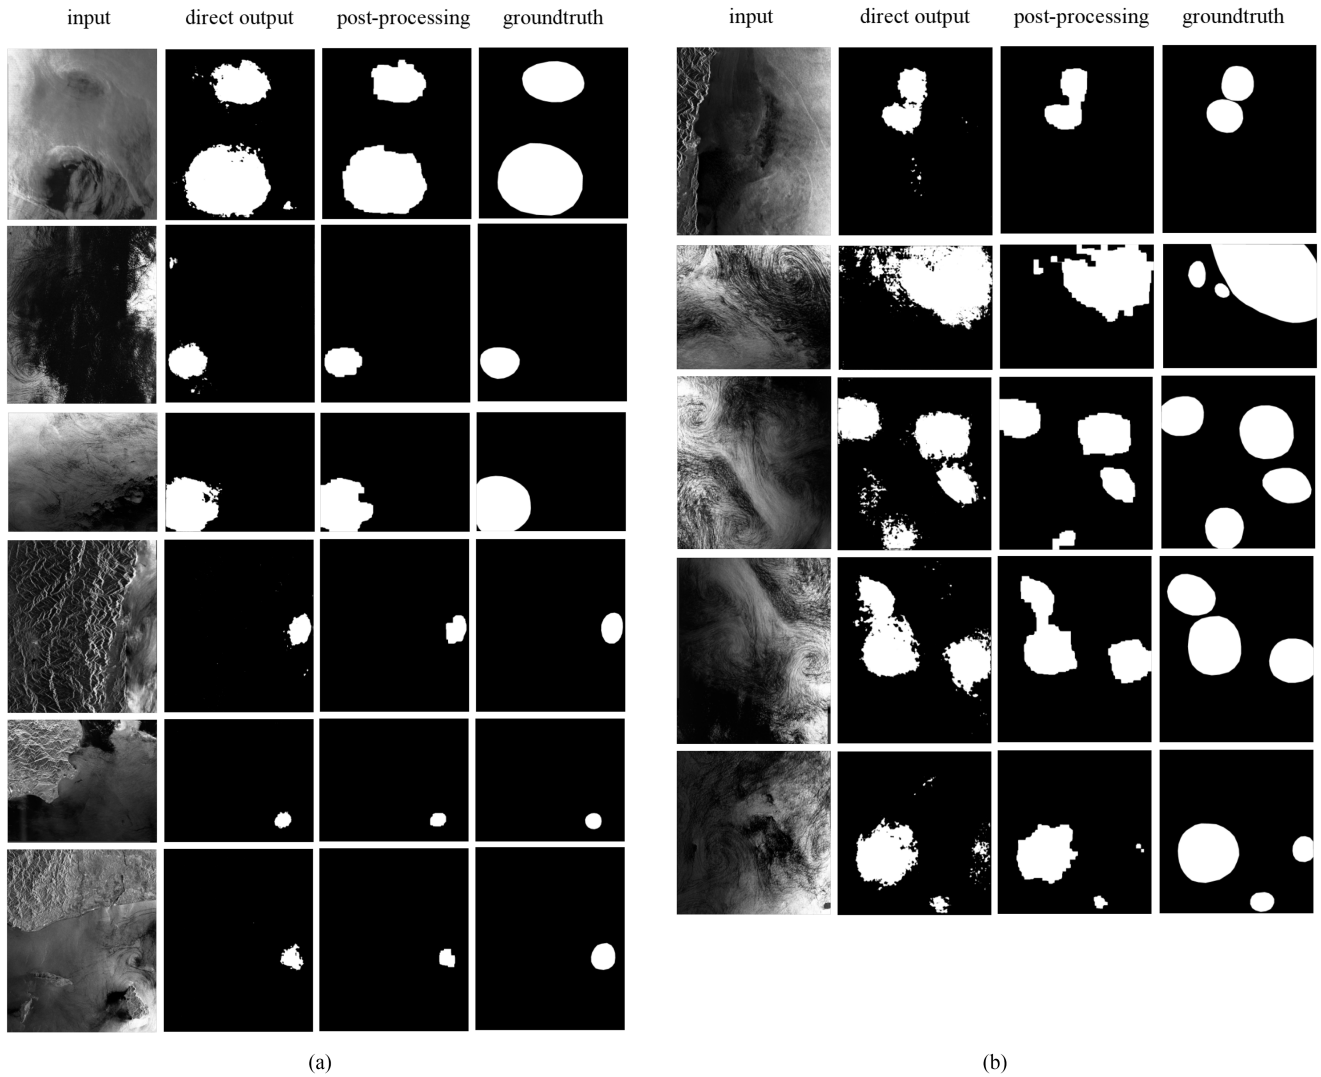 input direct output post-processing groundtruth
input direct output post-processing groundtruth
(a)
(b)